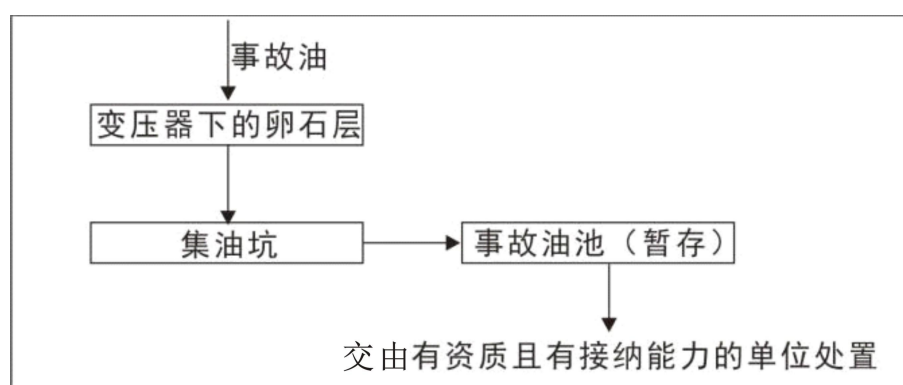 事故油
变压器下的卵石层
集油坑
事故油池（暂存）
交由有资质且有接纳能力的单位处置